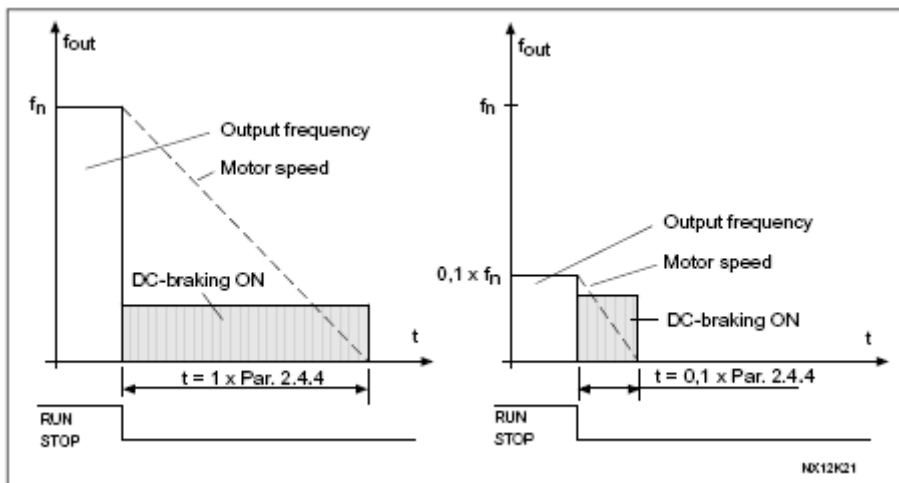 fout
fn
Output frequency
Motor speed
DC-braking ON
t
t = 1 x Par. 2.4.4
RUN
STOP
fout
fn
Output frequency
Motor speed
0,1 x fn
DC-braking ON
t
t = 0,1 x Par. 2.4.4
RUN
STOP
NX12K21